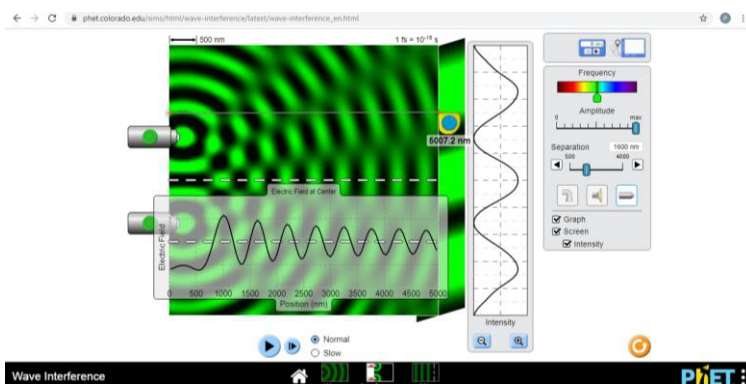 phet.colorado.edu/sims/html/wave-interference/latest/wave-interference_en.html
500 nm
1 fs = 10⁻¹⁵ s
5007.2 nm
Electric Field at Center
Electric Field
0 500 1000 1500 2000 2500 3000 3500 4000 4500 5000
Position (nm)
Intensity
Frequency
Amplitude
0 max
Separation 1600 nm
500 4000
Graph
Screen
Intensity
Normal
Slow
Wave Interference
PhET